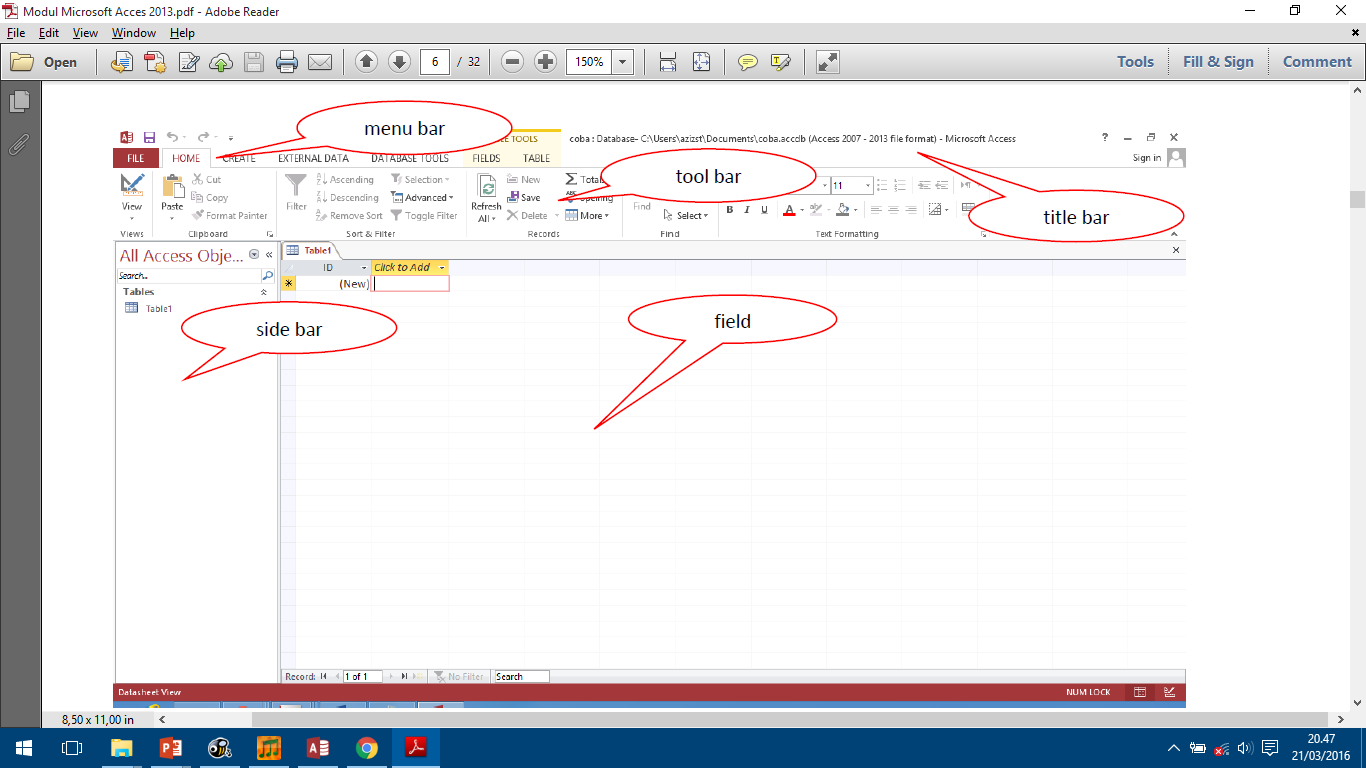 Modul Microsoft Acces 2013.pdf - Adobe Reader
File Edit View Window Help
Open 6 / 32 150% Tools Fill & Sign Comment
menu bar
TOOLS coba : Database- C:\Users\azizst\Documents\coba.accdb (Access 2007 - 2013 file format) - Microsoft Access ?
FILE HOME CREATE EXTERNAL DATA DATABASE TOOLS FIELDS TABLE Sign in
tool bar
title bar
View Paste Cut Copy Format Painter
Filter Ascending Descending Remove Sort Selection Advanced Toggle Filter
Refresh All New Save Delete Spelling More
Find Select 11 B I U A
Views Clipboard Sort & Filter Records Find Text Formatting
All Access Obje... «
Search..
Tables
Table1
Table1
ID Click to Add
(New)
side bar
field
Record: 1 of 1 No Filter Search
Datasheet View NUM LOCK
8,50 x 11,00 in
20.47
21/03/2016